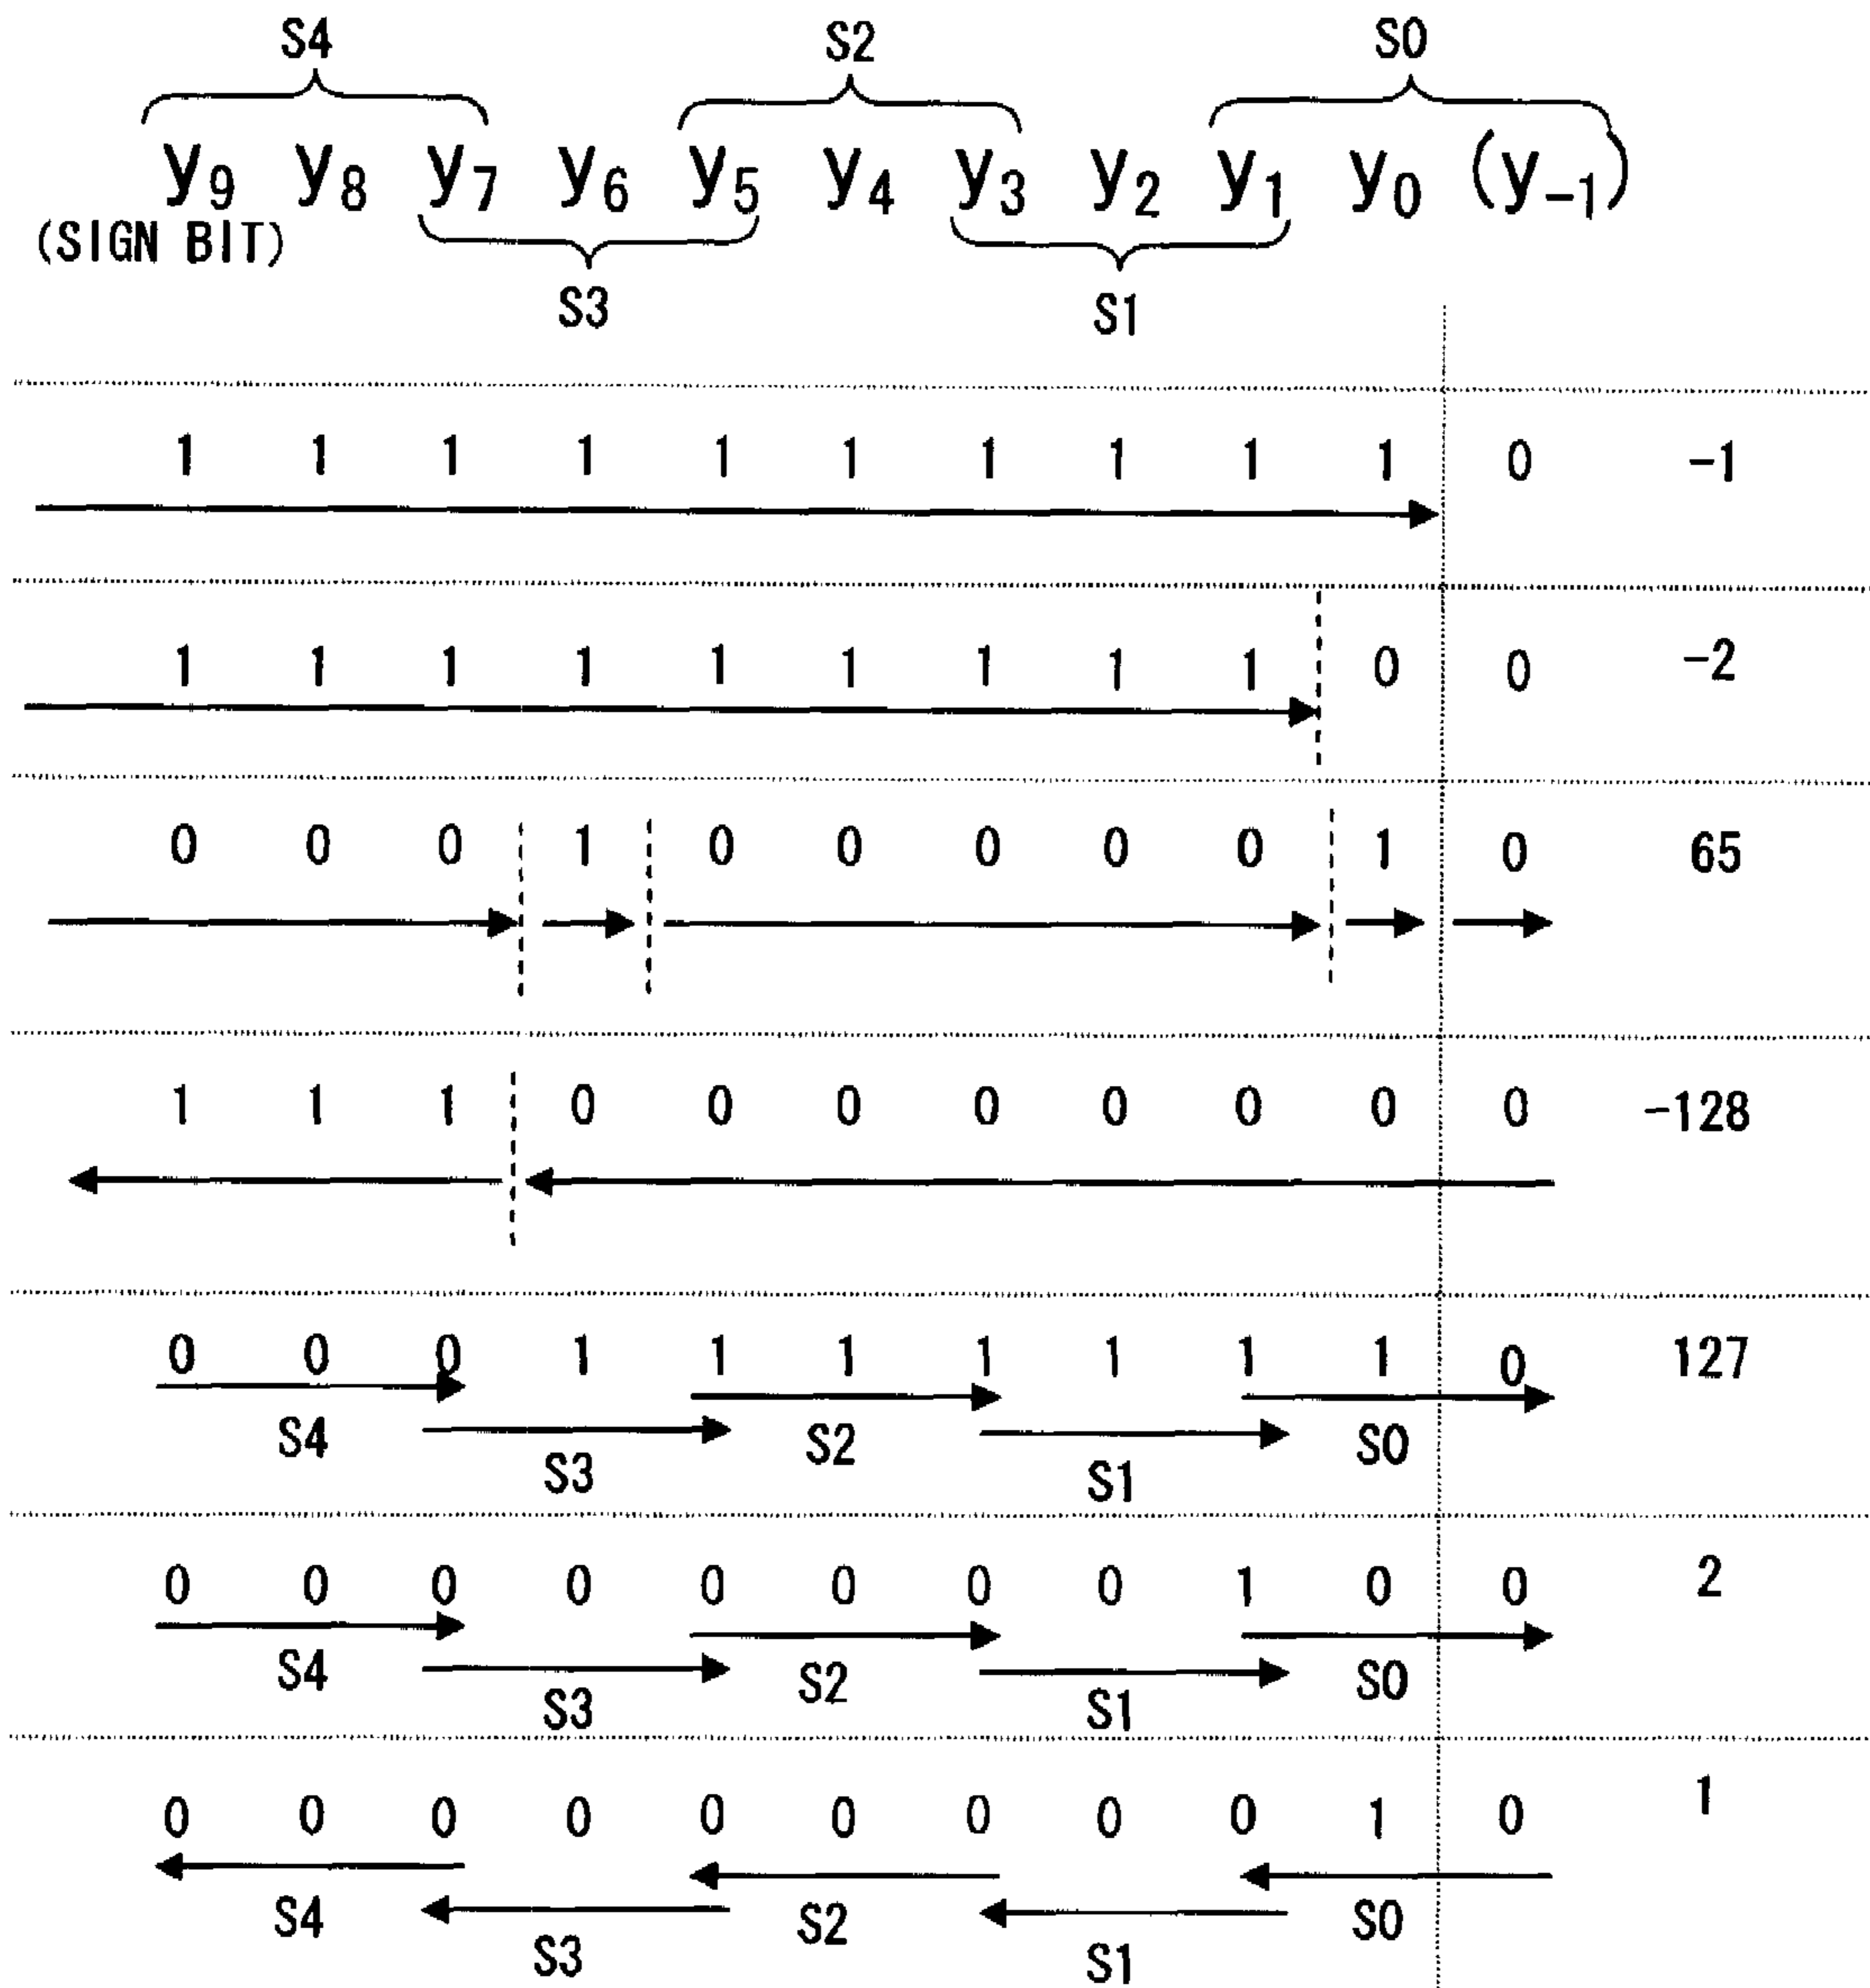 S4 S2 S0
y₉ y₈ y₇ y₆ y₅ y₄ y₃ y₂ y₁ y₀ (y₋₁)
(SIGN BIT)
S3 S1
1 1 1 1 1 1 1 1 1 1 0 -1
1 1 1 1 1 1 1 1 1 0 0 -2
0 0 0 1 0 0 0 0 0 1 0 65
1 1 1 0 0 0 0 0 0 0 0 -128
0 0 0 1 1 1 1 1 1 1 0 127
S4 S2 S0
S3 S1
0 0 0 0 0 0 0 0 1 0 0 2
S4 S2 S0
S3 S1
0 0 0 0 0 0 0 0 0 1 0 1
S4 S2 S0
S3 S1